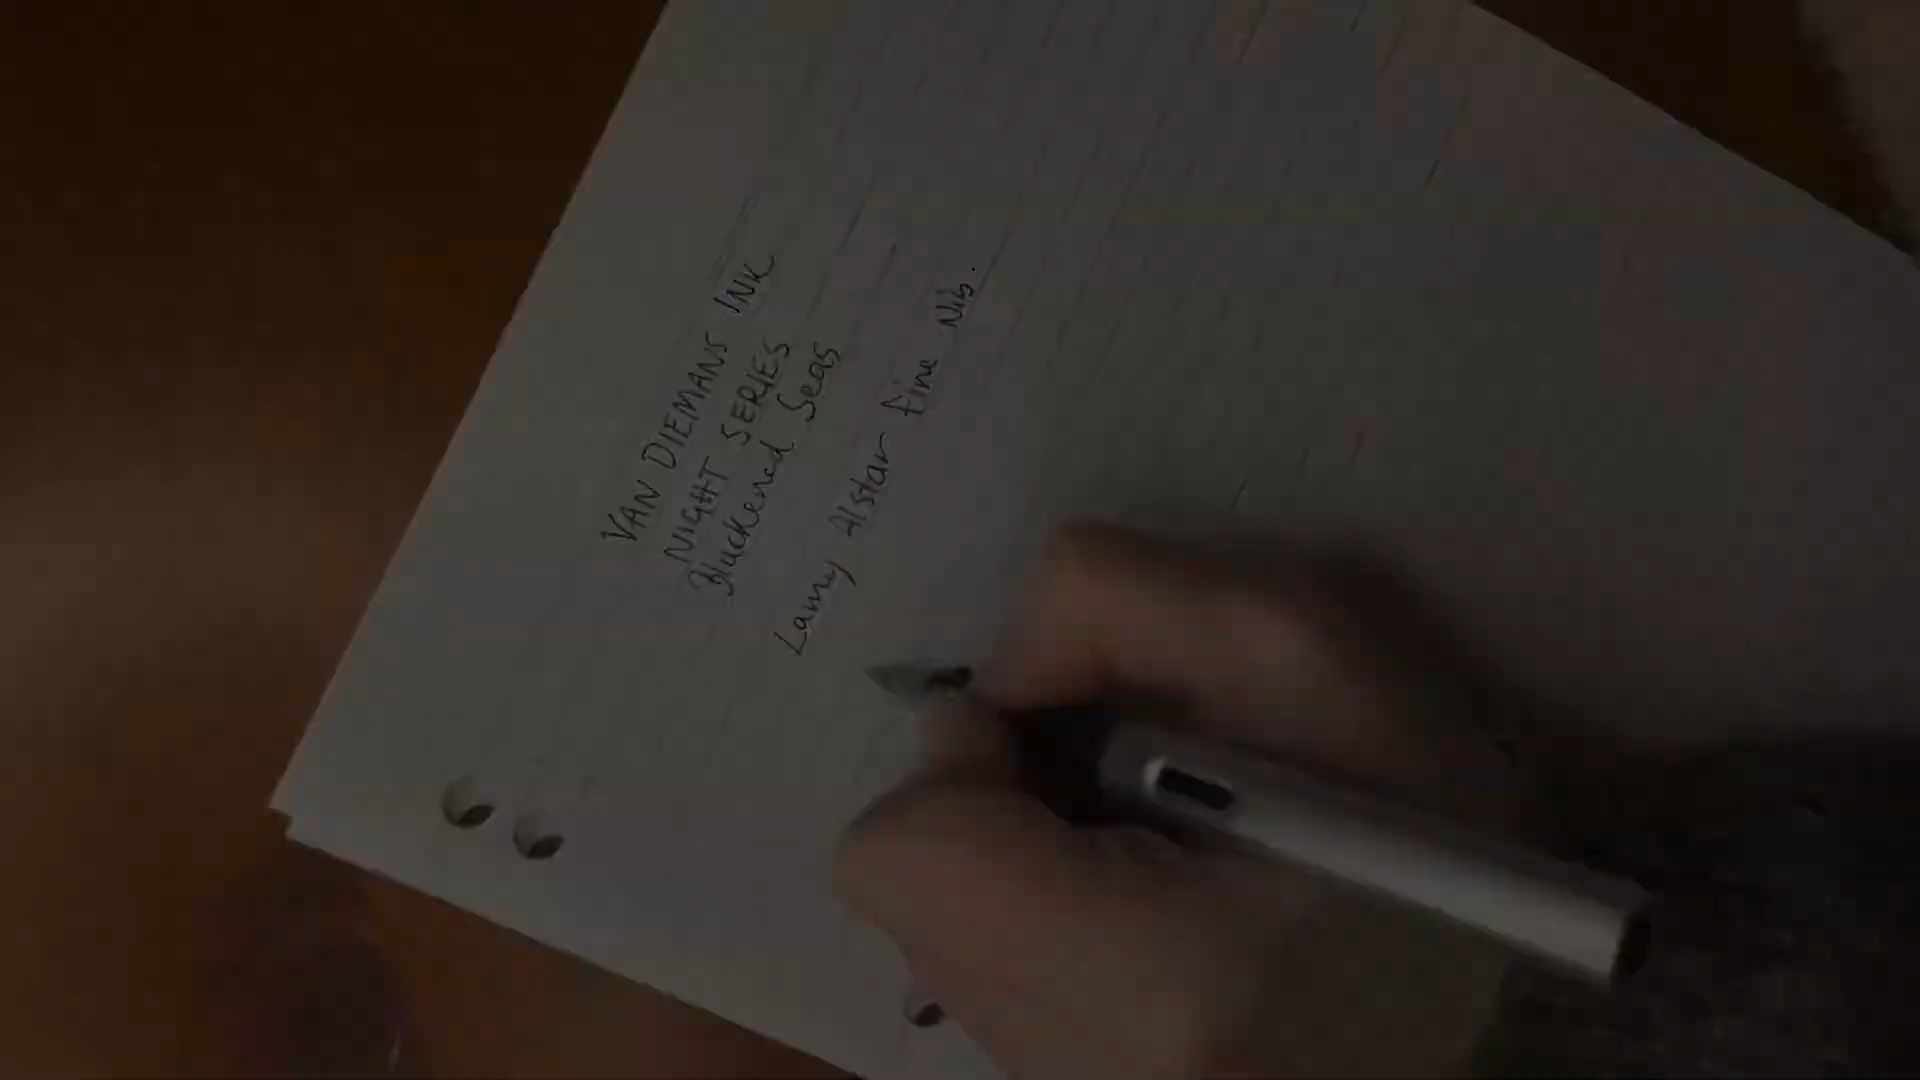 VAN DIEMANS INK
NIGHT SERIES
Blackened Seas
Lamy Alstar Fine Nib.